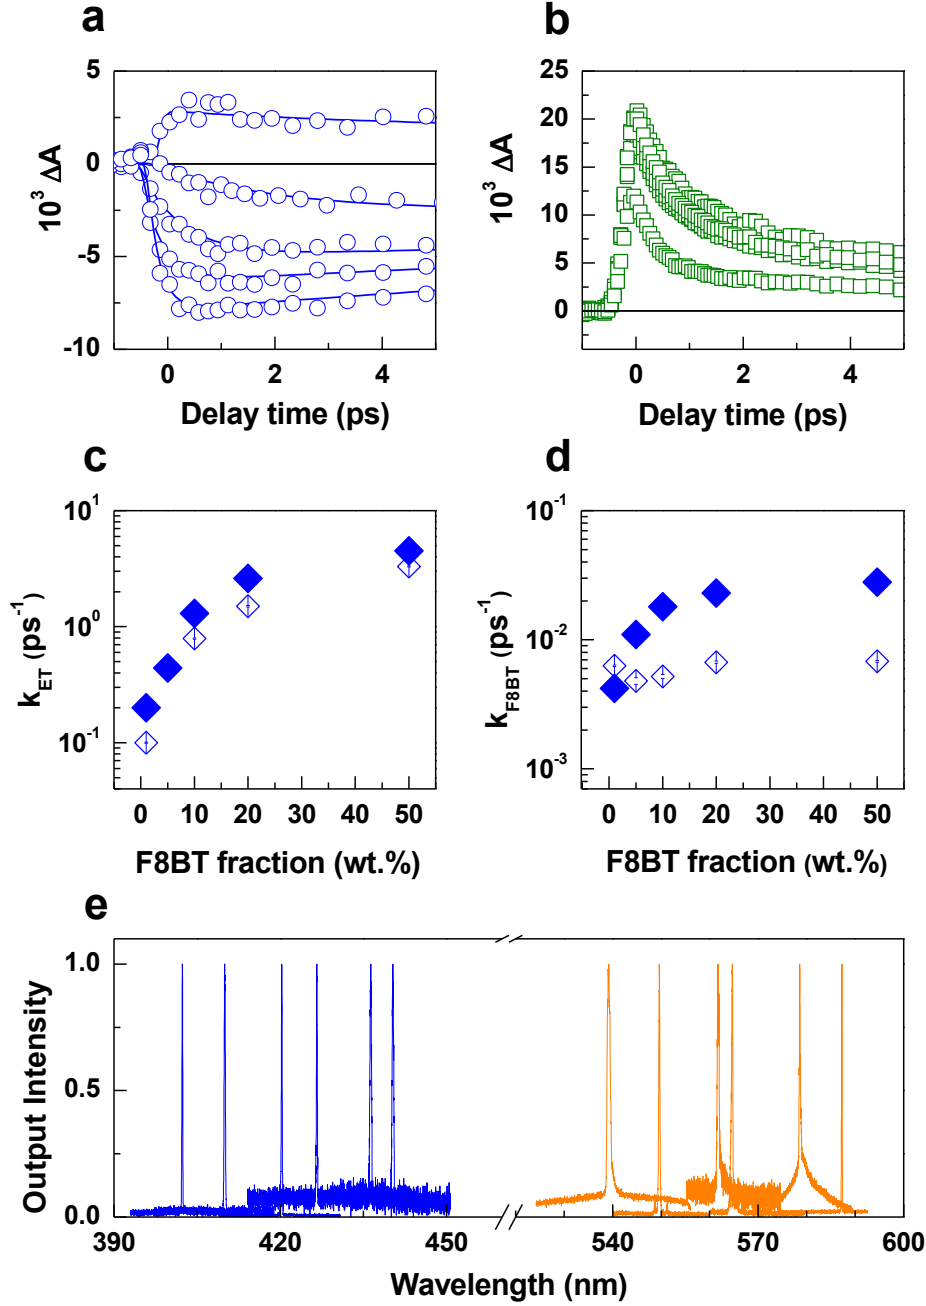 a
b
5
0
-5
-10
10³ ΔA
0 2 4
Delay time (ps)
25
20
15
10
5
0
10³ ΔA
0 2 4
Delay time (ps)
c
d
10¹
10⁰
10⁻¹
k_ET (ps⁻¹)
0 10 20 30 40 50
F8BT fraction (wt.%)
10⁻¹
10⁻²
10⁻³
k_F8BT (ps⁻¹)
0 10 20 30 40 50
F8BT fraction (wt.%)
e
1.0
0.5
0.0
Output Intensity
390 420 450 540 570 600
Wavelength (nm)